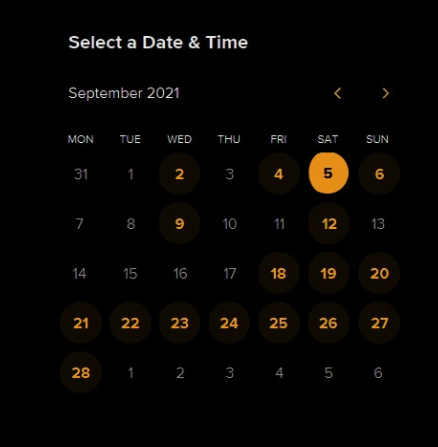 Select a Date & Time
September 2021
MON TUE WED THU FRI SAT SUN
31 1 2 3 4 5 6
7 8 9 10 11 12 13
14 15 16 17 18 19 20
21 22 23 24 25 26 27
28 1 2 3 4 5 6